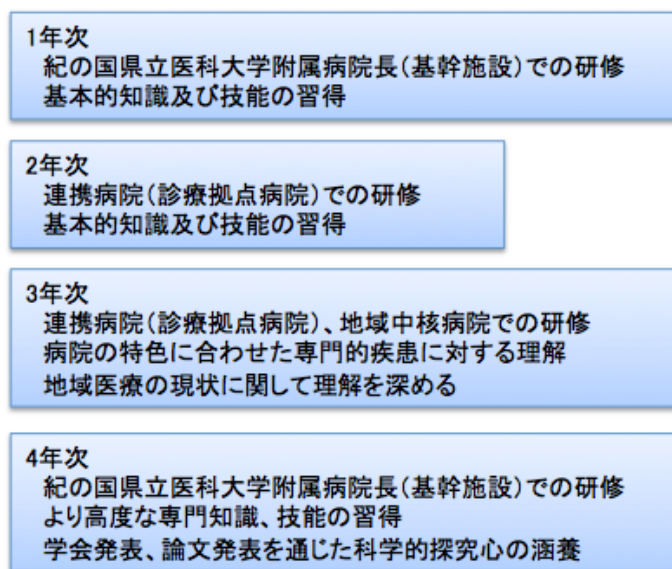 1年次
紀の国県立医科大学附属病院長（基幹施設）での研修
基本的知識及び技能の習得
2年次
連携病院（診療拠点病院）での研修
基本的知識及び技能の習得
3年次
連携病院（診療拠点病院）、地域中核病院での研修
病院の特色に合わせた専門的疾患に対する理解
地域医療の現状に関して理解を深める
4年次
紀の国県立医科大学附属病院長（基幹施設）での研修
より高度な専門知識、技能の習得
学会発表、論文発表を通じた科学的探究心の涵養